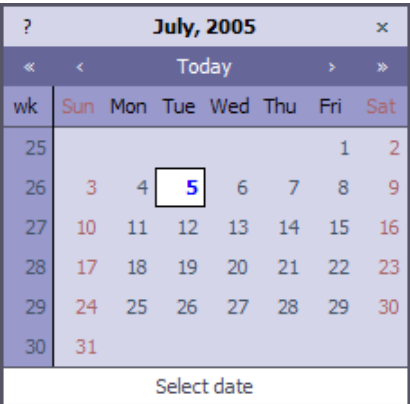 ? July, 2005 ×
« ‹ Today › »
wk Sun Mon Tue Wed Thu Fri Sat
25 1 2
26 3 4 5 6 7 8 9
27 10 11 12 13 14 15 16
28 17 18 19 20 21 22 23
29 24 25 26 27 28 29 30
30 31
Select date